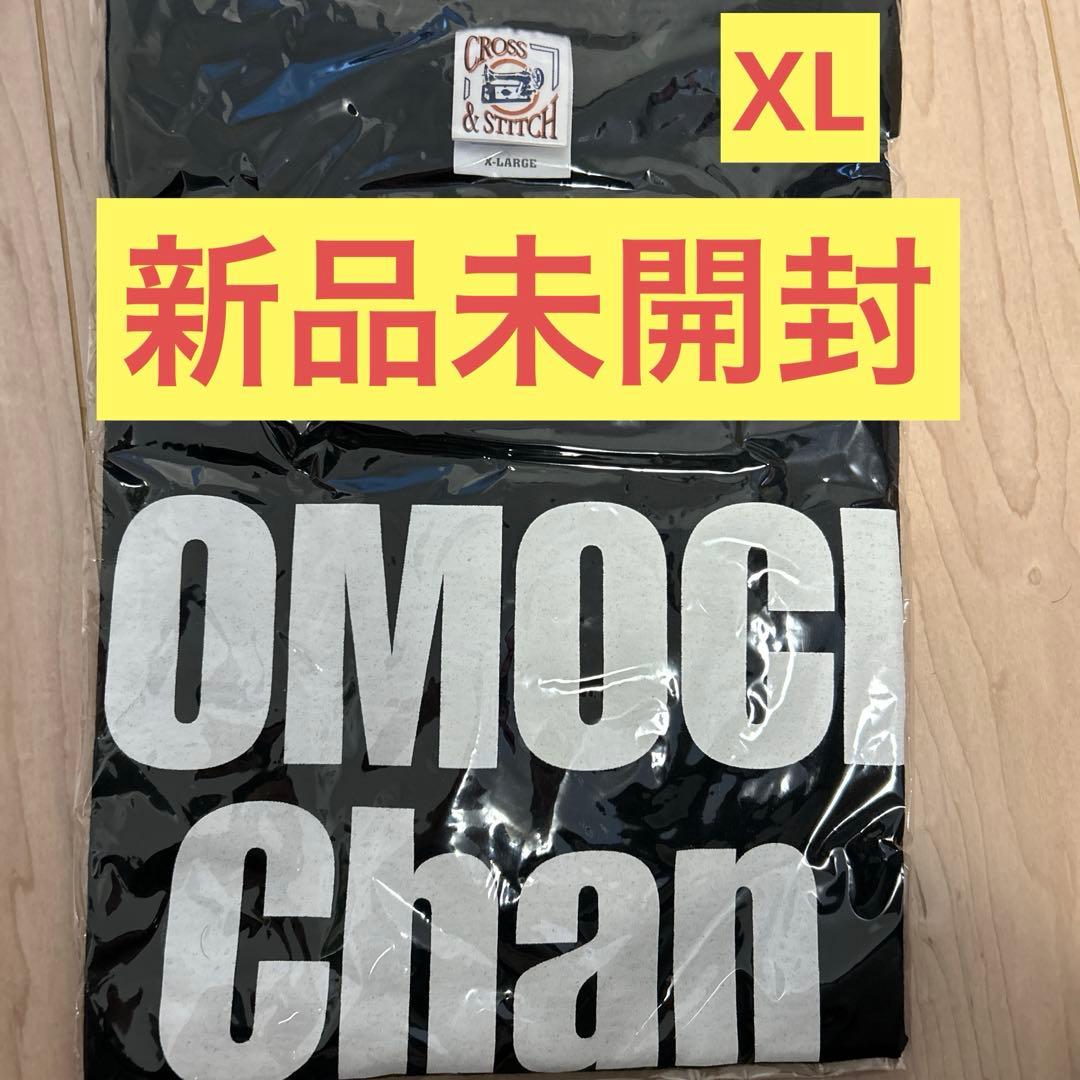 CROSS
& STITCH
X-LARGE
XL
新品未開封
OMOCI
Chan